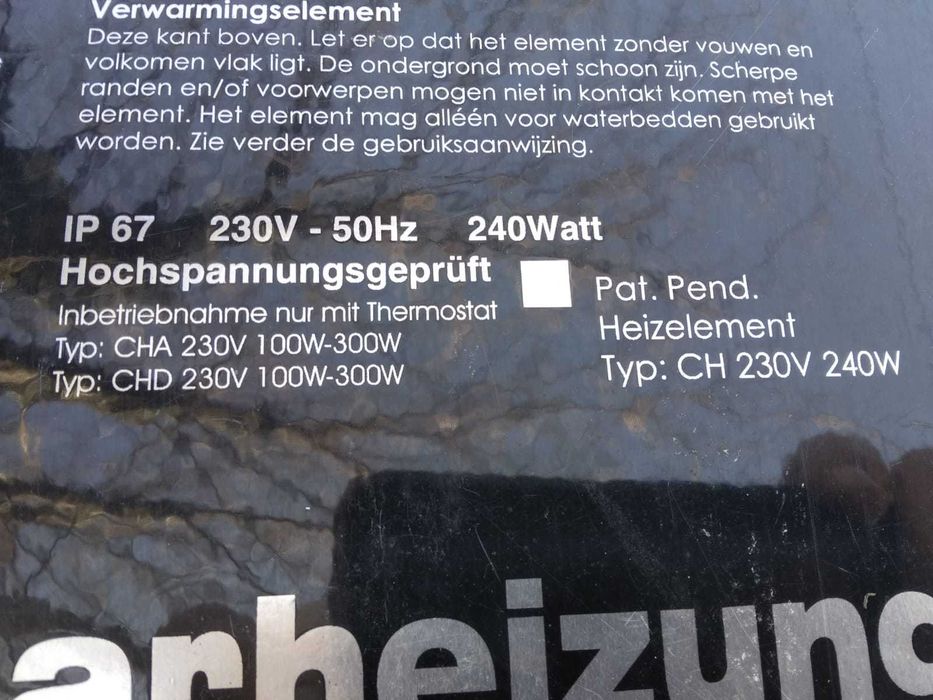 Verwarmingselement
Deze kant boven. Let er op dat het element zonder vouwen en
volkomen vlak ligt. De ondergrond moet schoon zijn. Scherpe
randen en/of voorwerpen mogen niet in kontakt komen met het
element. Het element mag alléén voor waterbedden gebruikt
worden. Zie verder de gebruiksaanwijzing.
IP 67 230V - 50Hz 240Watt
Hochspannungsgeprüft
Inbetriebnahme nur mit Thermostat
Typ: CHA 230V 100W-300W
Typ: CHD 230V 100W-300W
Pat. Pend.
Heizelement
Typ: CH 230V 240W
arheizung